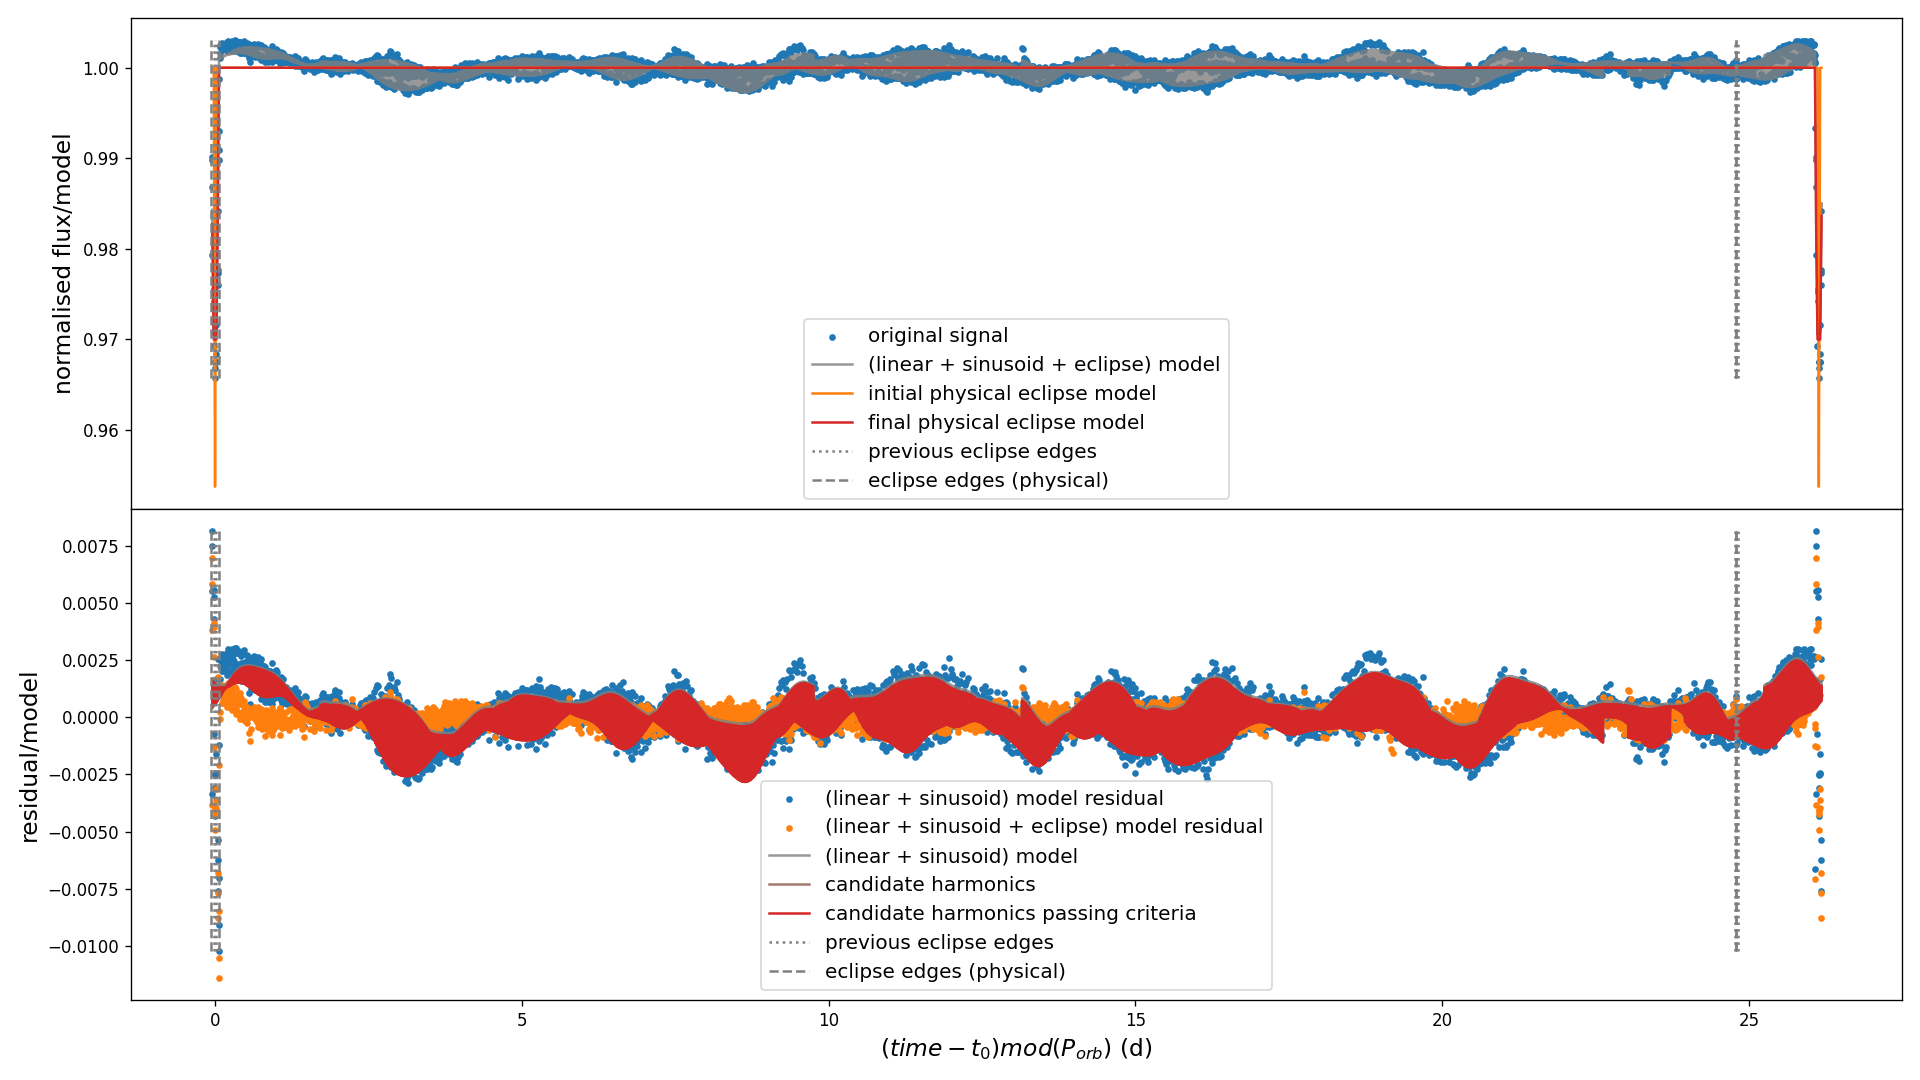 1.00
0.99
0.98
0.97
0.96
normalised flux/model
original signal
(linear + sinusoid + eclipse) model
initial physical eclipse model
final physical eclipse model
previous eclipse edges
eclipse edges (physical)
0.0075
0.0050
0.0025
0.0000
−0.0025
−0.0050
−0.0075
−0.0100
residual/model
(linear + sinusoid) model residual
(linear + sinusoid + eclipse) model residual
(linear + sinusoid) model
candidate harmonics
candidate harmonics passing criteria
previous eclipse edges
eclipse edges (physical)
0 5 10 15 20 25
(time − t₀)mod(P_orb) (d)